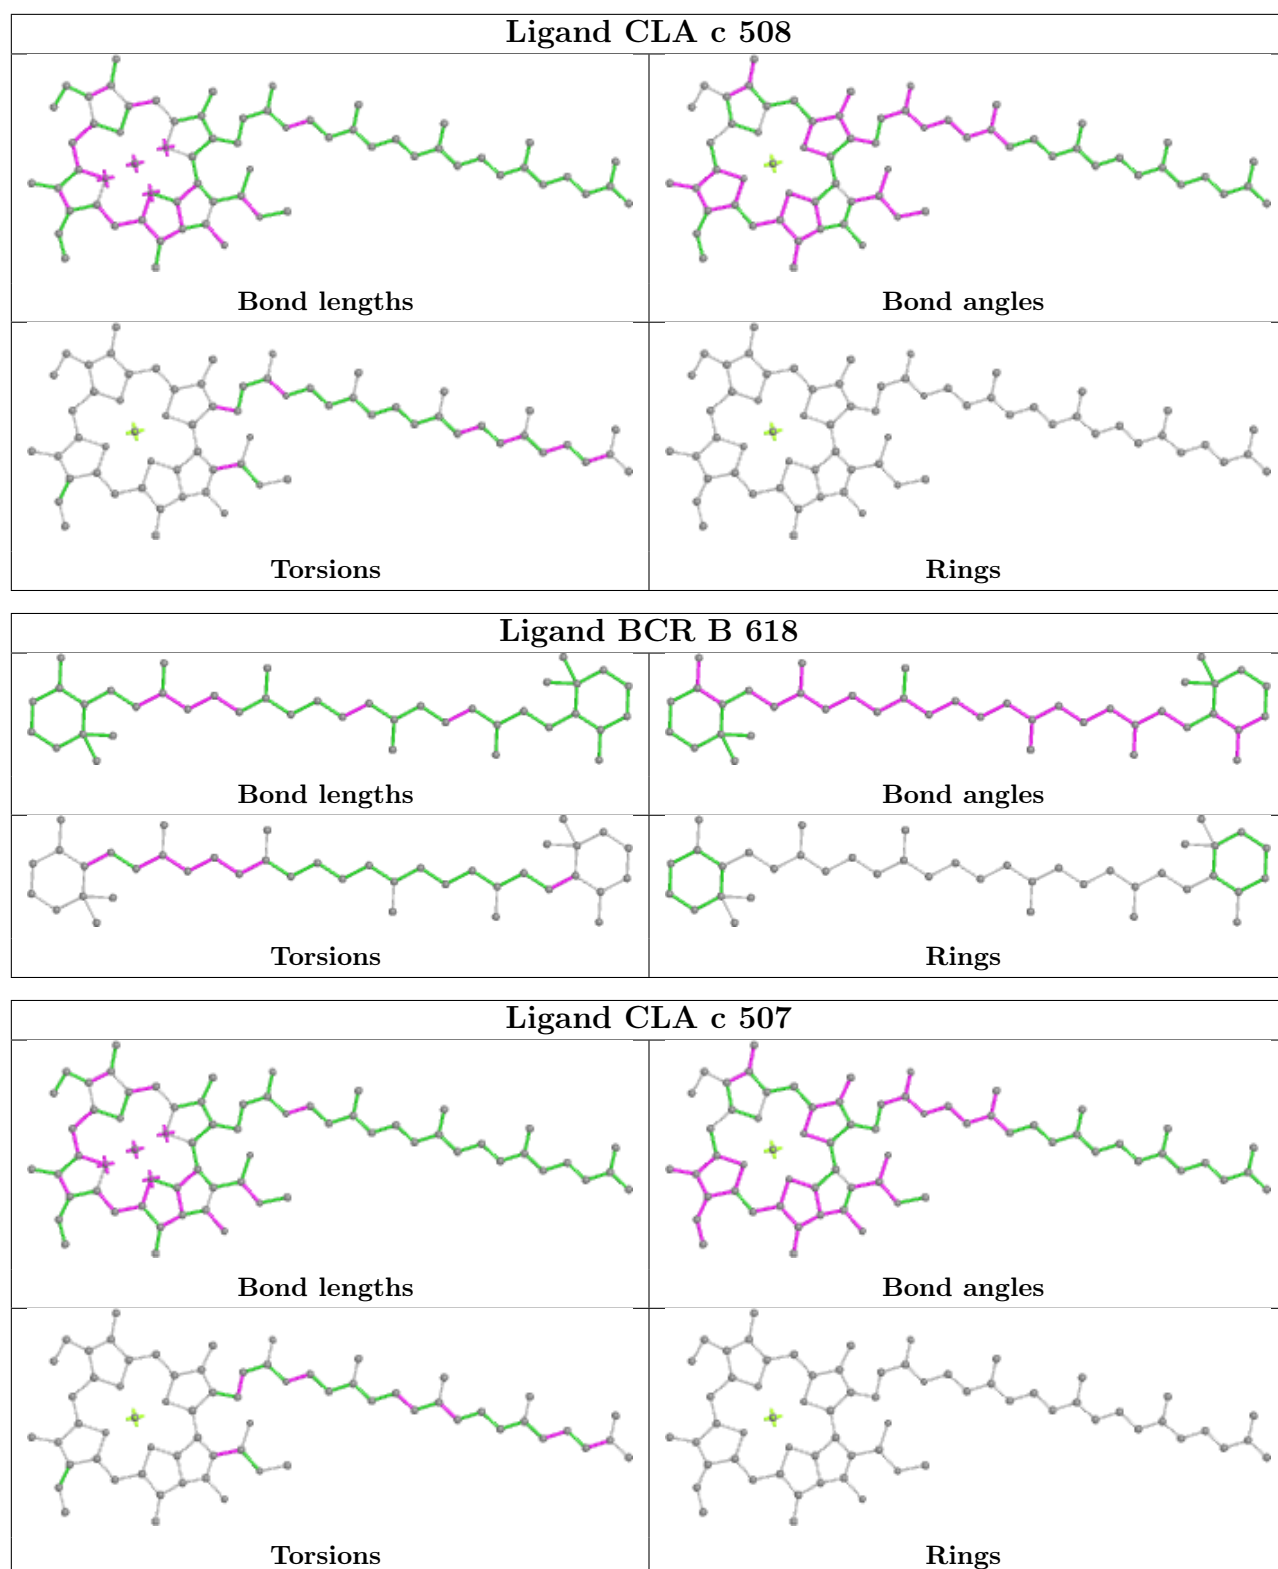 Ligand CLA c 508
Bond lengths
Bond angles
Torsions
Rings
Ligand BCR B 618
Bond lengths
Bond angles
Torsions
Rings
Ligand CLA c 507
Bond lengths
Bond angles
Torsions
Rings